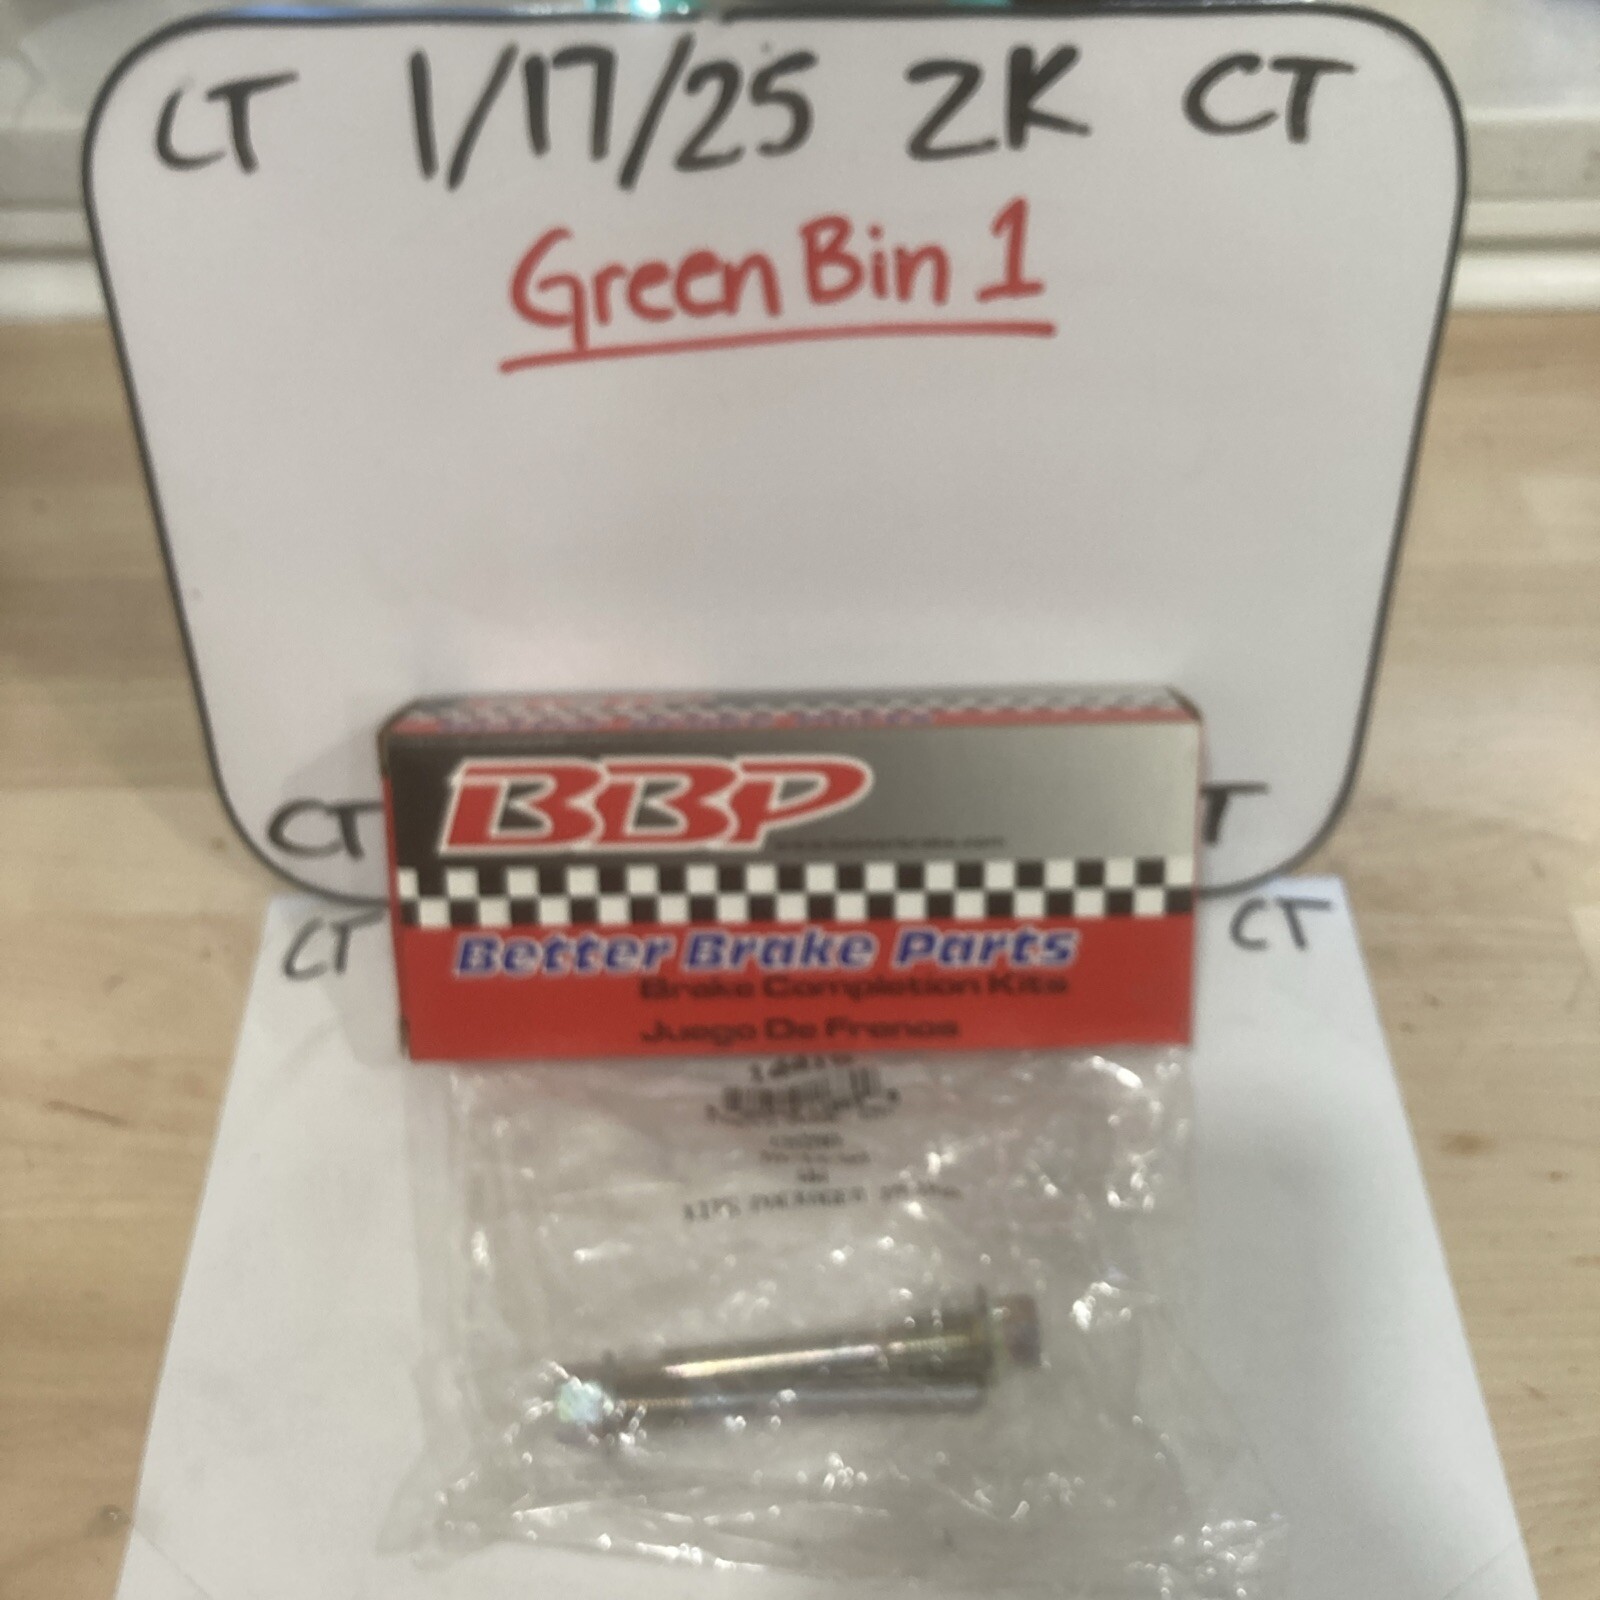 CT 1/17/25 ZK CT
Green Bin 1
BBP
Better Brake Parts
Brake Completion Kits
Juego De Frenos
CT
CT
CT